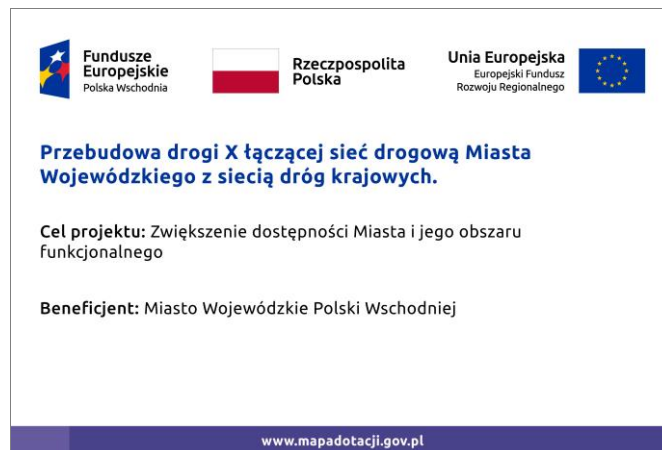 Fundusze
Europejskie
Polska Wschodnia
Rzeczpospolita
Polska
Unia Europejska
Europejski Fundusz
Rozwoju Regionalnego
Przebudowa drogi X łączącej sieć drogową Miasta
Wojewódzkiego z siecią dróg krajowych.
Cel projektu: Zwiększenie dostępności Miasta i jego obszaru
funkcjonalnego
Beneficjent: Miasto Wojewódzkie Polski Wschodniej
www.mapadotacji.gov.pl